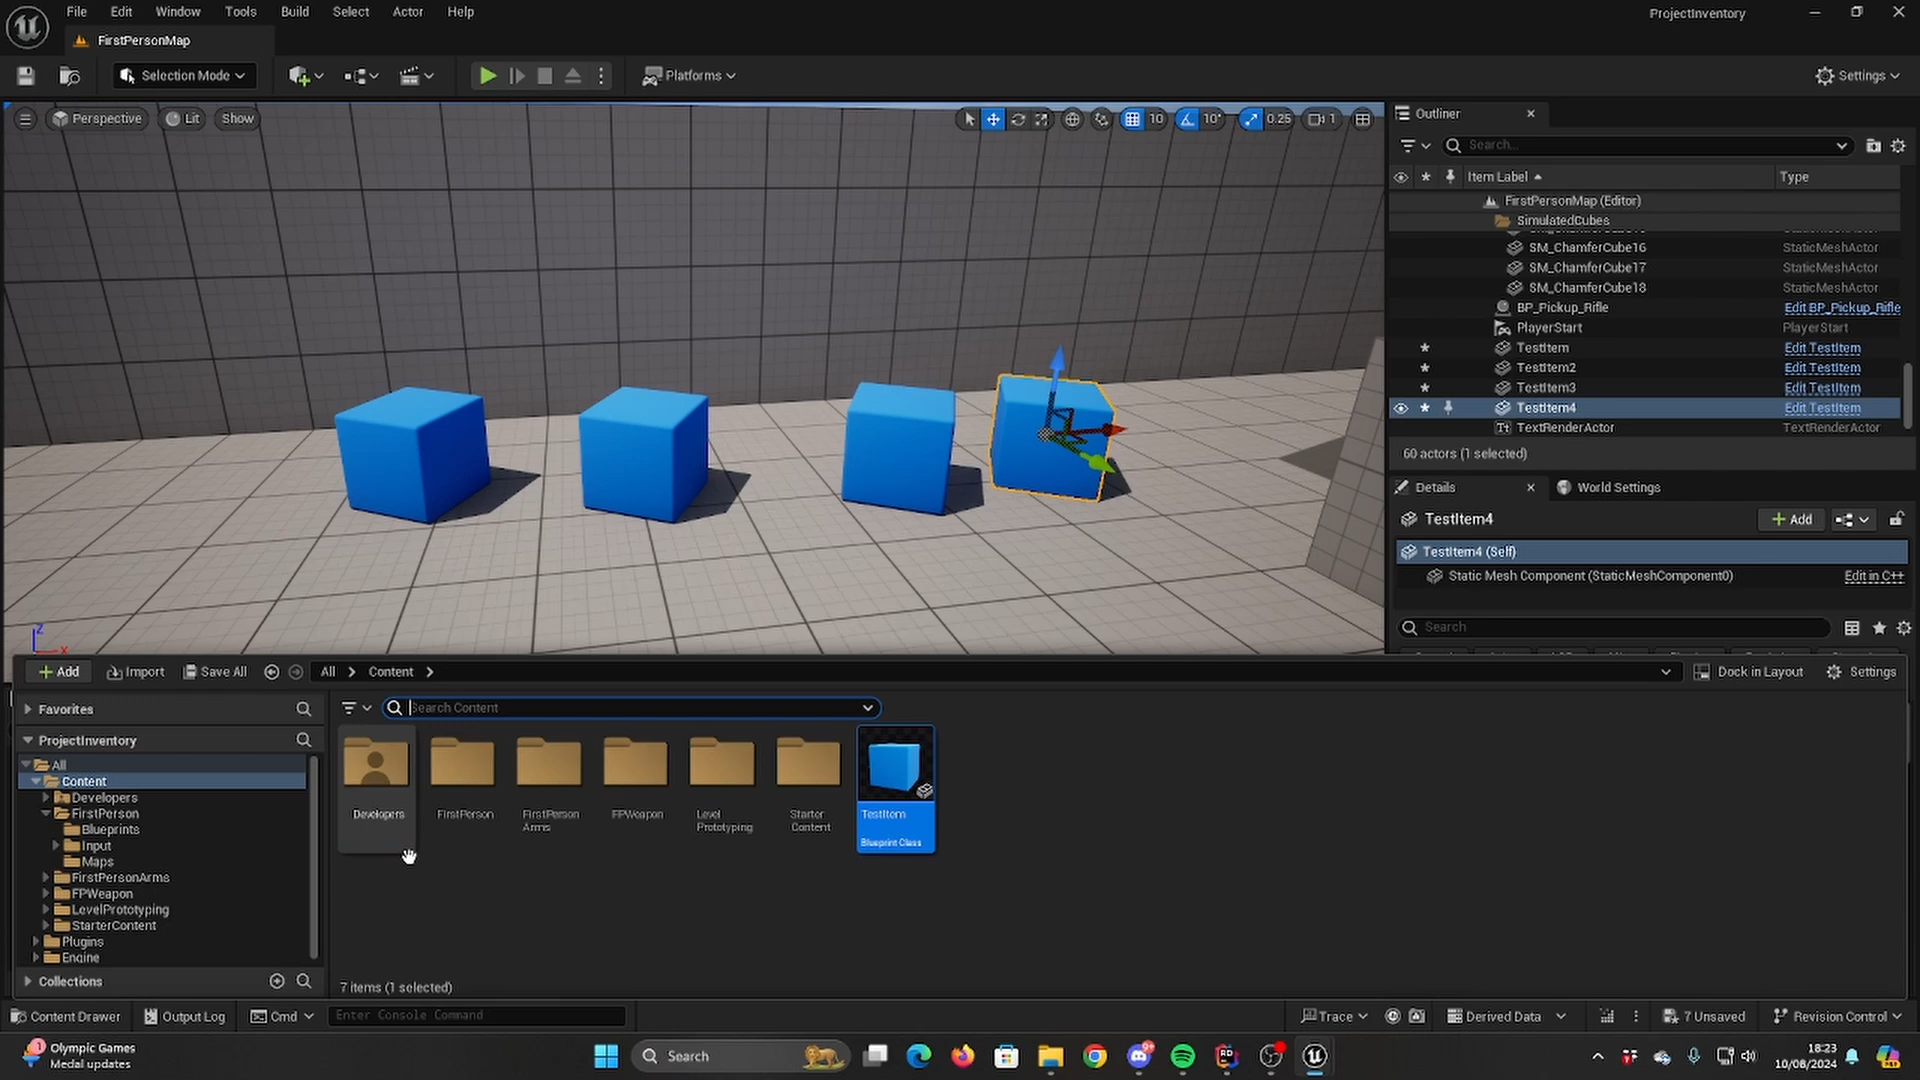 File Edit Window Tools Build Select Actor Help
ProjectInventory
FirstPersonMap
Selection Mode
Platforms
Settings
Perspective Lit Show
10 10° 0.25 1
Outliner
Search...
Item Label Type
FirstPersonMap (Editor)
SimulatedCubes
SM_ChamferCube16 StaticMeshActor
SM_ChamferCube17 StaticMeshActor
SM_ChamferCube18 StaticMeshActor
BP_Pickup_Rifle Edit BP_Pickup_Rifle
PlayerStart PlayerStart
TestItem Edit TestItem
TestItem2 Edit TestItem
TestItem3 Edit TestItem
TestItem4 Edit TestItem
TextRenderActor TextRenderActor
60 actors (1 selected)
Details World Settings
TestItem4 Add
TestItem4 (Self)
Static Mesh Component (StaticMeshComponent0) Edit in C++
Search
Z
X
Add Import Save All All Content Dock in Layout Settings
Favorites
ProjectInventory
All
Content
Developers
FirstPerson
Blueprints
Input
Maps
FirstPersonArms
FPWeapon
LevelPrototyping
StarterContent
Plugins
Engine
Collections
Search Content
Developers
FirstPerson
FirstPerson
Arms
FPWeapon
Level
Prototyping
Starter
Content
TestItem
Blueprint Class
7 items (1 selected)
Content Drawer Output Log Cmd Enter Console Command Trace Derived Data 7 Unsaved Revision Control
1
Olympic Games
Medal updates
Search
RD
18:23
10/08/2024